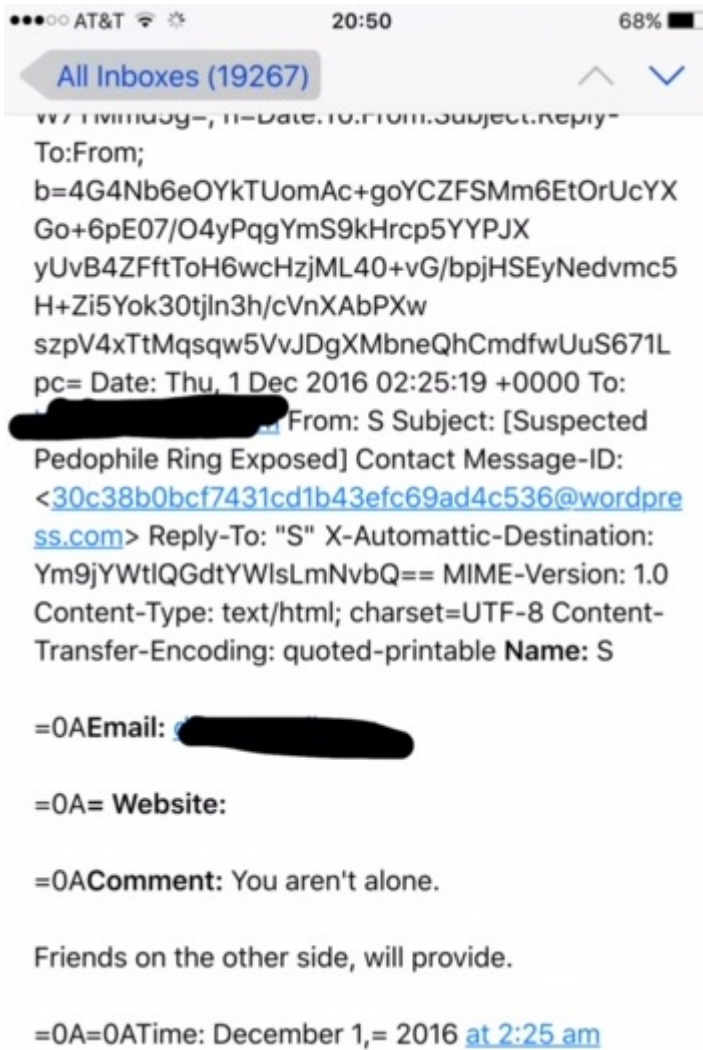 AT&T 20:50 68%
All Inboxes (19267)
To:From;
b=4G4Nb6eOYkTUomAc+goYCZFSMm6EtOrUcYX
Go+6pE07/O4yPqgYmS9kHrcp5YYPJX
yUvB4ZFftToH6wcHzjML40+vG/bpjHSEyNedvmc5
H+Zi5Yok30tjln3h/cVnXAbPXw
szpV4xTtMqsqw5VvJDgXMbneQhCmdfwUuS671L
pc= Date: Thu, 1 Dec 2016 02:25:19 +0000 To:
From: S Subject: [Suspected
Pedophile Ring Exposed] Contact Message-ID:
<30c38b0bcf7431cd1b43efc69ad4c536@wordpre
ss.com> Reply-To: "S" X-Automattic-Destination:
Ym9jYWtlQGdtYWlsLmNvbQ== MIME-Version: 1.0
Content-Type: text/html; charset=UTF-8 Content-
Transfer-Encoding: quoted-printable Name: S
=0AEmail:
=0A= Website:
=0AComment: You aren't alone.
Friends on the other side, will provide.
=0A=0ATime: December 1,= 2016 at 2:25 am